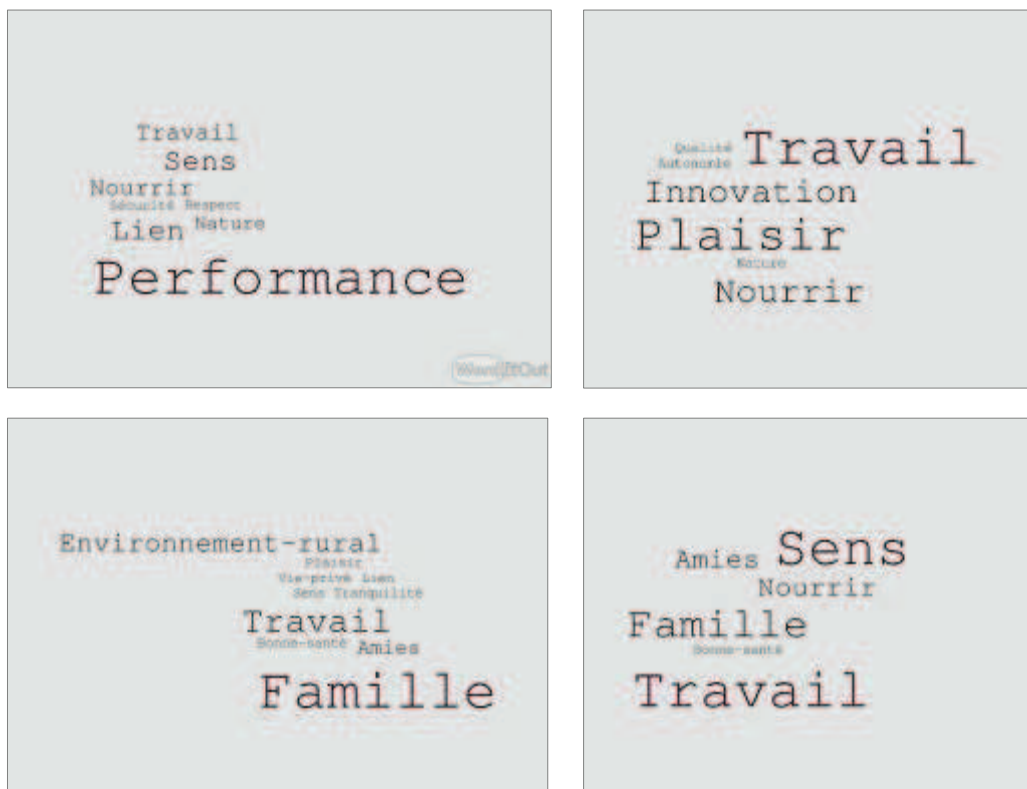 Travail
Sens
Nourrir
Sécurité Respect
Lien Nature
Performance
WordItOut
Qualité
Autonomie Travail
Innovation
Plaisir
Nature
Nourrir
Environnement-rural
Plaisir
Vie-privé Lien
Sens Tranquilité
Travail
Bonne-santé Amies
Famille
Amies Sens
Nourrir
Famille
Bonne-santé
Travail